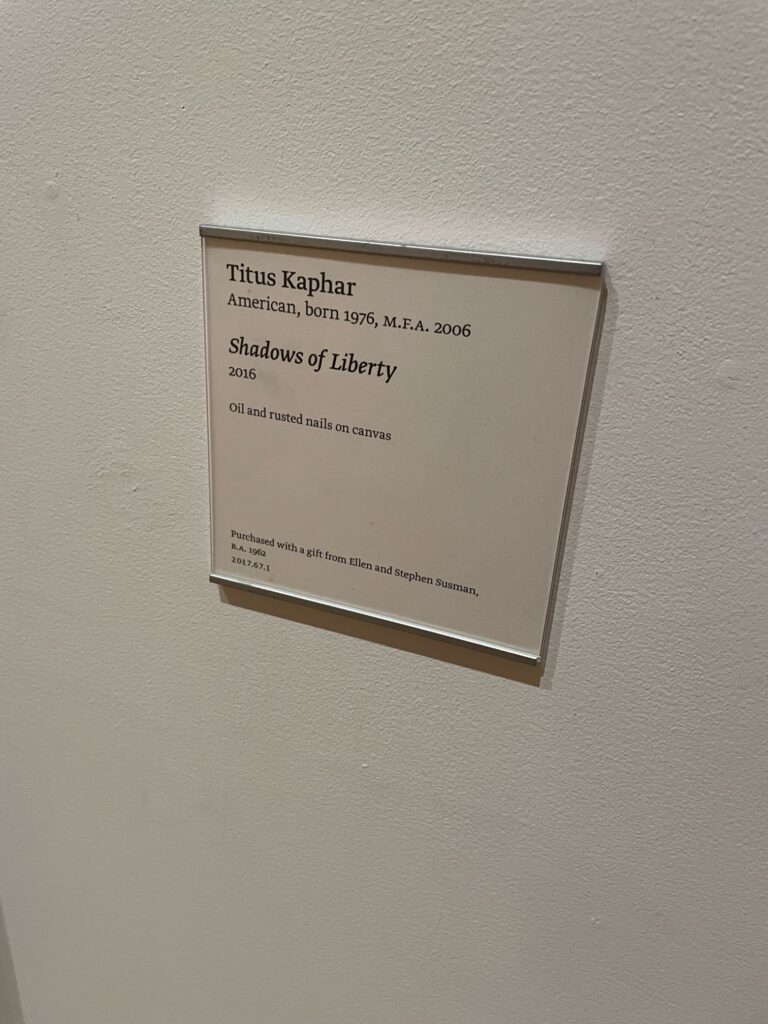 Titus Kaphar
American, born 1976, M.F.A. 2006
Shadows of Liberty
2016
Oil and rusted nails on canvas
Purchased with a gift from Ellen and Stephen Susman,
B.A. 1962
2017.67.1